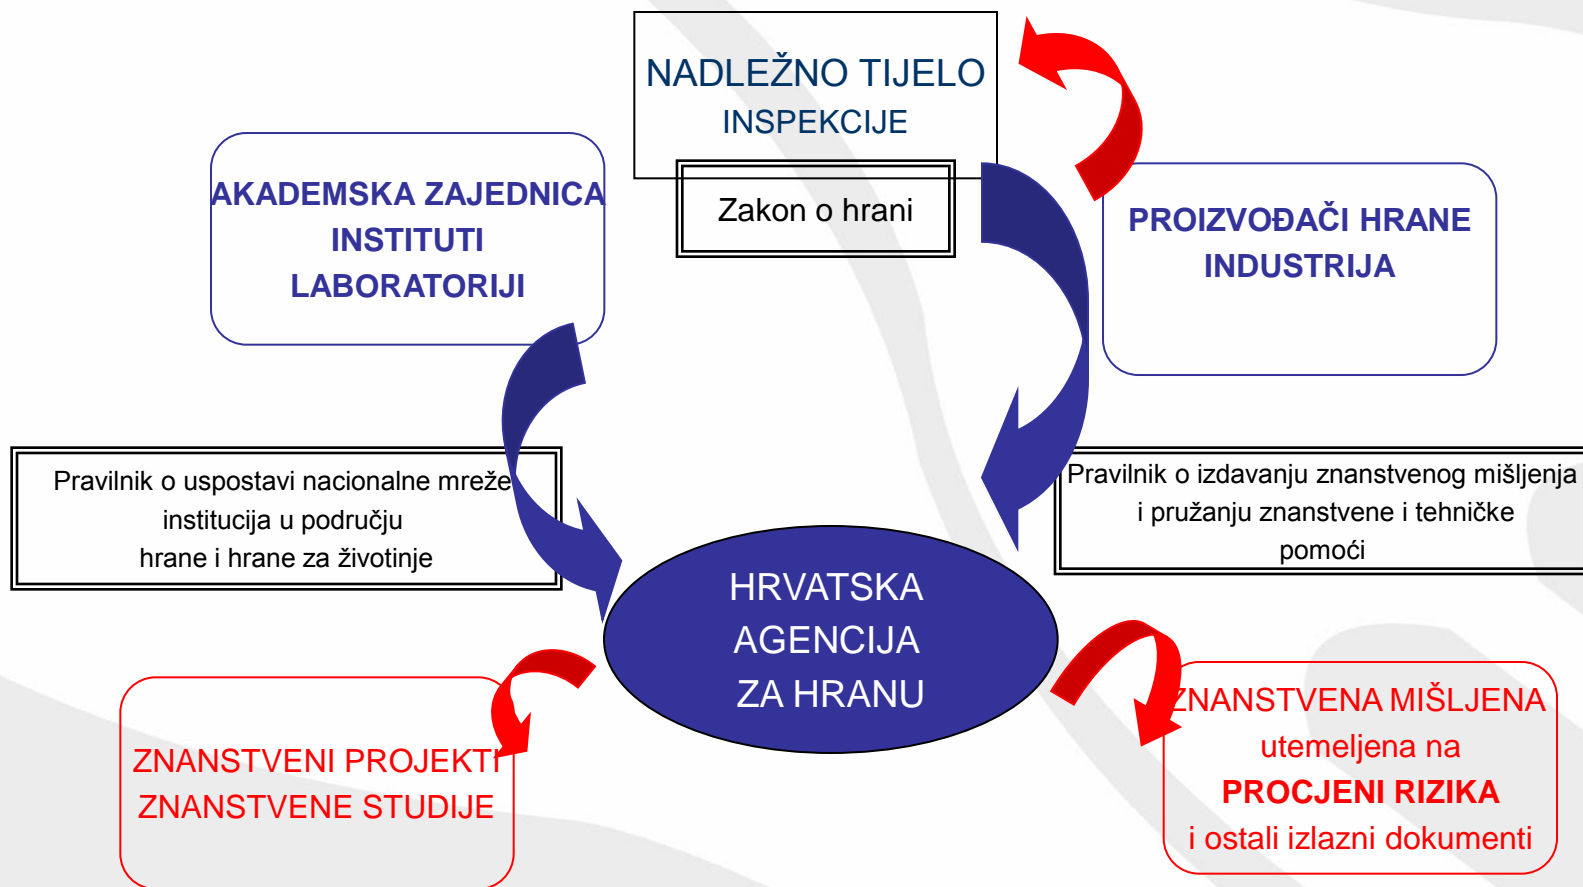 NADLEŽNO TIJELO
INSPEKCIJE
Zakon o hrani
AKADEMSKA ZAJEDNICA
INSTITUTI
LABORATORIJI
PROIZVOĐAČI HRANE
INDUSTRIJA
Pravilnik o uspostavi nacionalne mreže
institucija u području
hrane i hrane za životinje
Pravilnik o izdavanju znanstvenog mišljenja
i pružanju znanstvene i tehničke
pomoći
HRVATSKA
AGENCIJA
ZA HRANU
ZNANSTVENI PROJEKTI
ZNANSTVENE STUDIJE
ZNANSTVENA MIŠLJENA
utemeljena na
PROCJENI RIZIKA
i ostali izlazni dokumenti